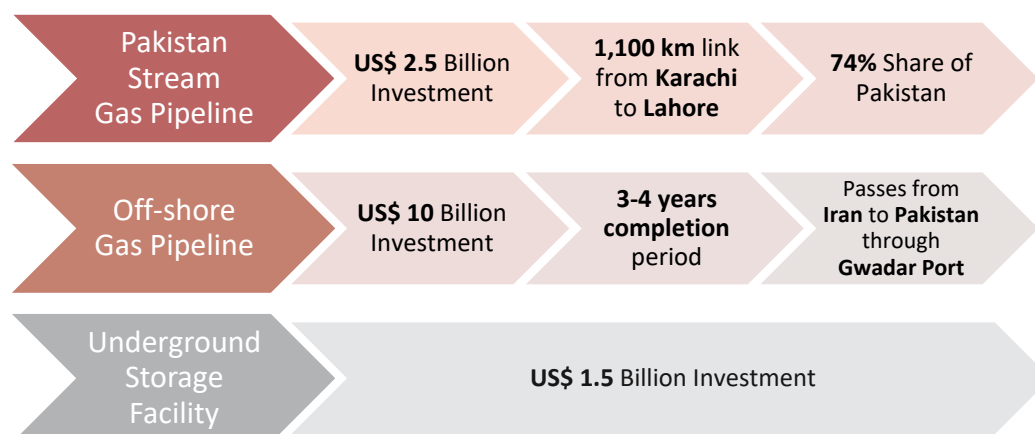 Pakistan
Stream
Gas Pipeline
US$ 2.5 Billion
Investment
1,100 km link
from Karachi
to Lahore
74% Share of
Pakistan
Off-shore
Gas Pipeline
US$ 10 Billion
Investment
3-4 years
completion
period
Passes from
Iran to Pakistan
through
Gwadar Port
Underground
Storage
Facility
US$ 1.5 Billion Investment